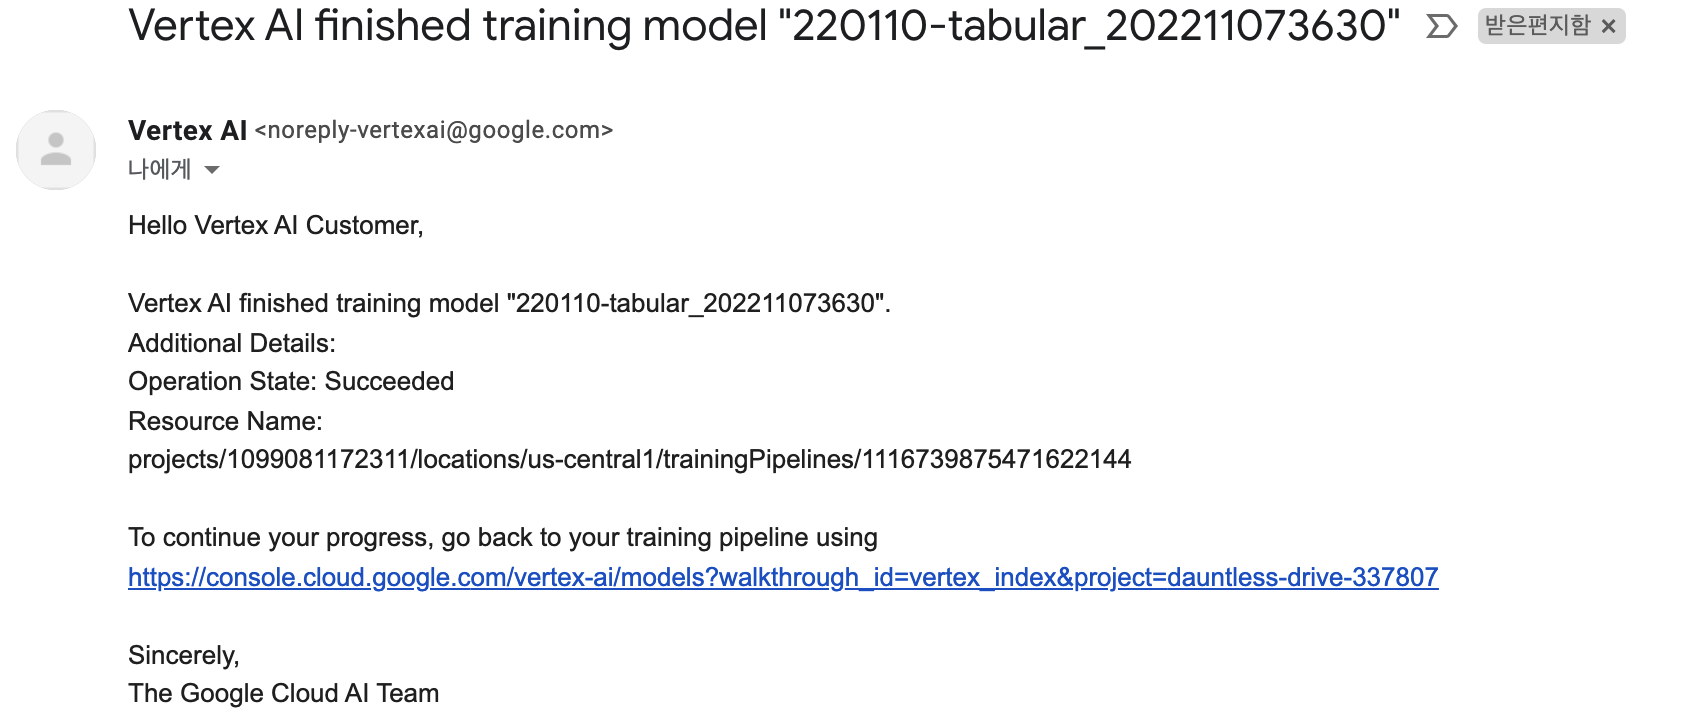 Vertex AI finished training model "220110-tabular_202211073630" 받은편지함 ×
Vertex AI <noreply-vertexai@google.com>
나에게
Hello Vertex AI Customer,
Vertex AI finished training model "220110-tabular_202211073630".
Additional Details:
Operation State: Succeeded
Resource Name:
projects/1099081172311/locations/us-central1/trainingPipelines/1116739875471622144
To continue your progress, go back to your training pipeline using
https://console.cloud.google.com/vertex-ai/models?walkthrough_id=vertex_index&project=dauntless-drive-337807
Sincerely,
The Google Cloud AI Team